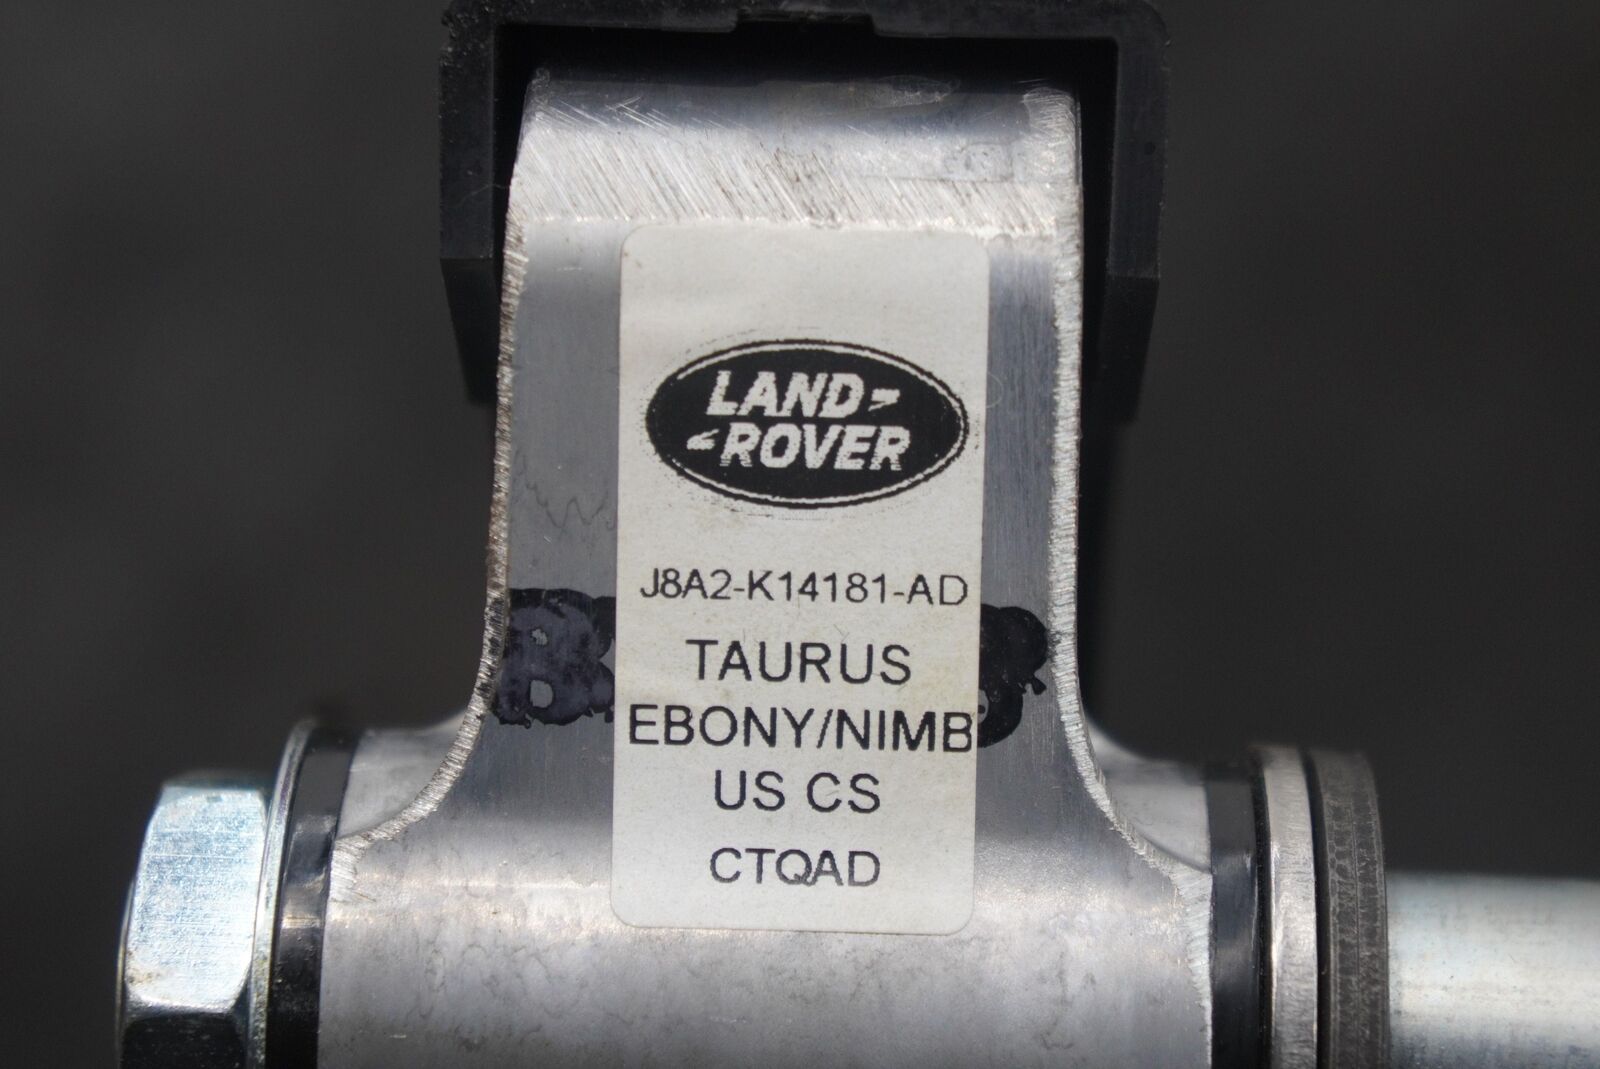 LAND-
-ROVER
J8A2-K14181-AD
TAURUS
EBONY/NIMB
US CS
CTQAD